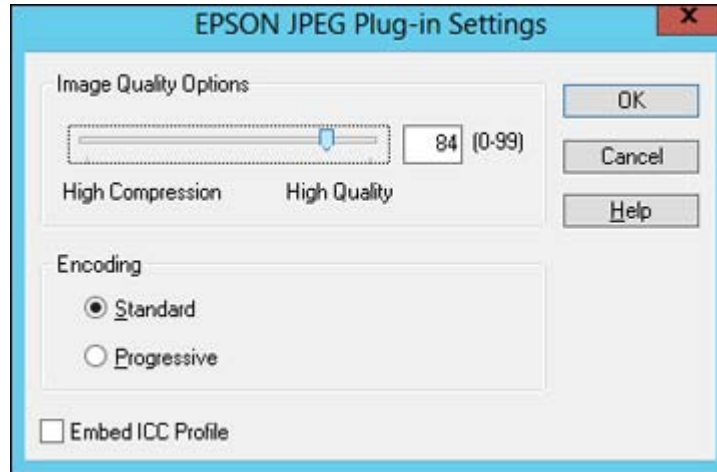 EPSON JPEG Plug-in Settings
x
Image Quality Options
84 (0-99)
High Compression High Quality
OK
Cancel
Help
Encoding
Standard
Progressive
Embed ICC Profile